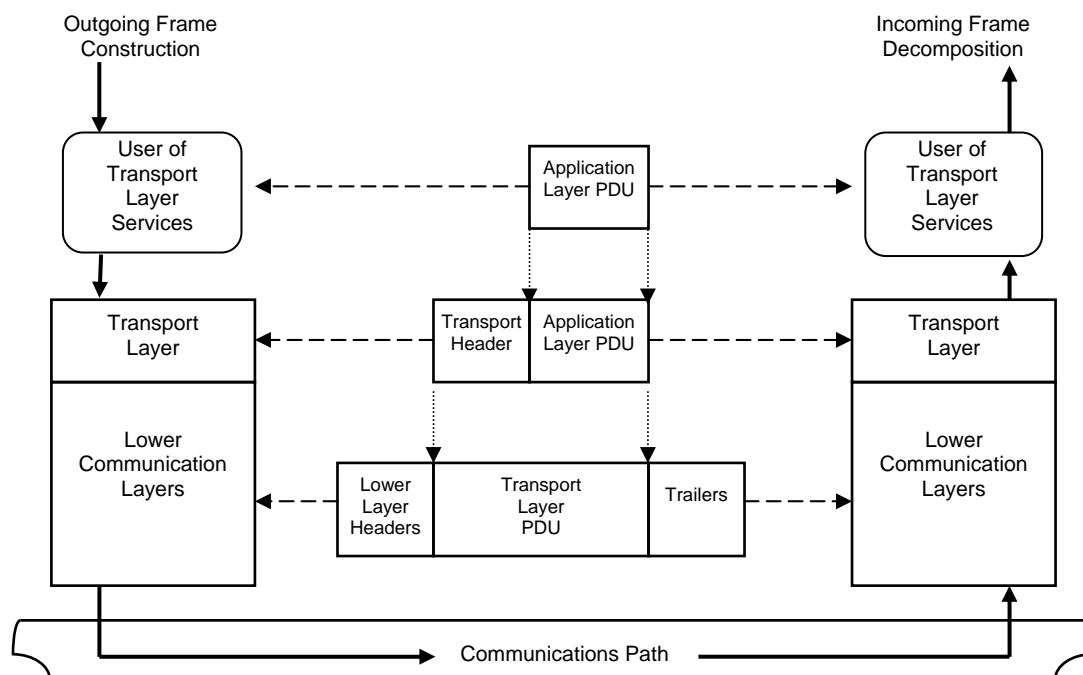 Outgoing Frame
Construction
Incoming Frame
Decomposition
User of
Transport
Layer
Services
Application
Layer PDU
User of
Transport
Layer
Services
Transport
Layer
Transport
Header
Application
Layer PDU
Transport
Layer
Lower
Communication
Layers
Lower
Layer
Headers
Transport
Layer
PDU
Trailers
Lower
Communication
Layers
Communications Path